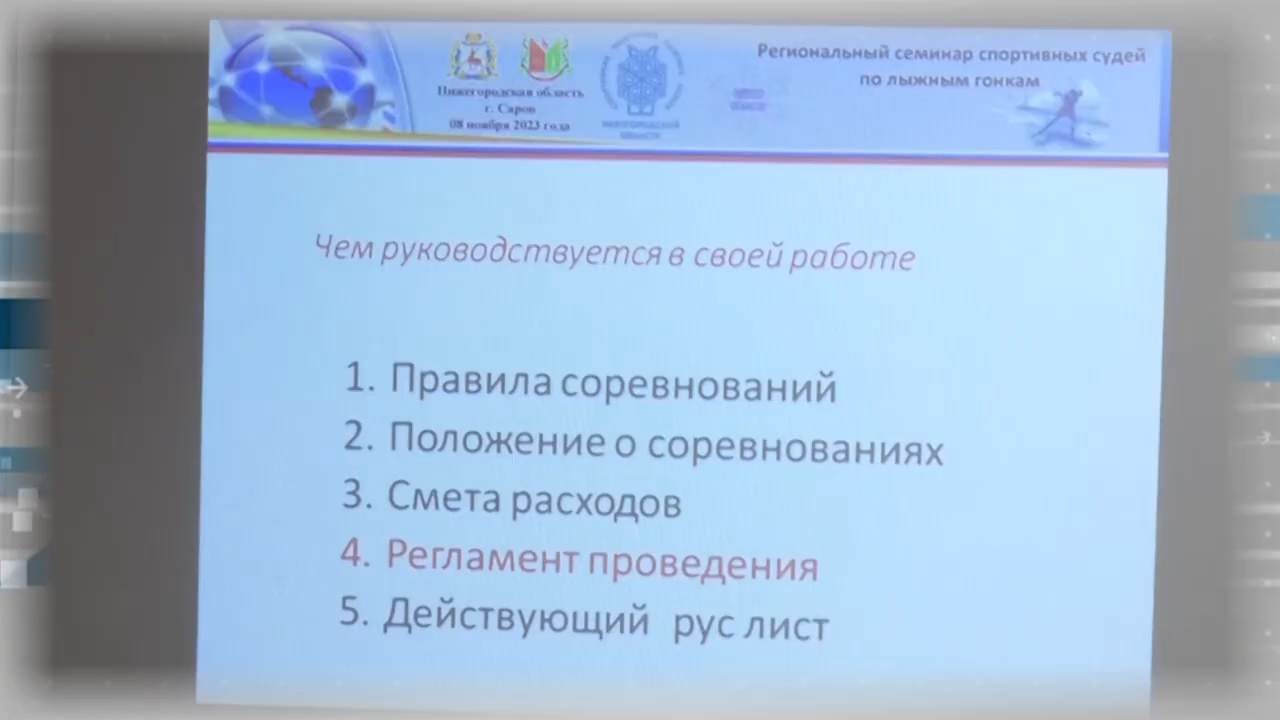 Региональный семинар спортивных судей
по лыжным гонкам
Нижегородская область
г. Саров
08 ноября 2023 года
Чем руководствуется в своей работе
1. Правила соревнований
2. Положение о соревнованиях
3. Смета расходов
4. Регламент проведения
5. Действующий рус лист